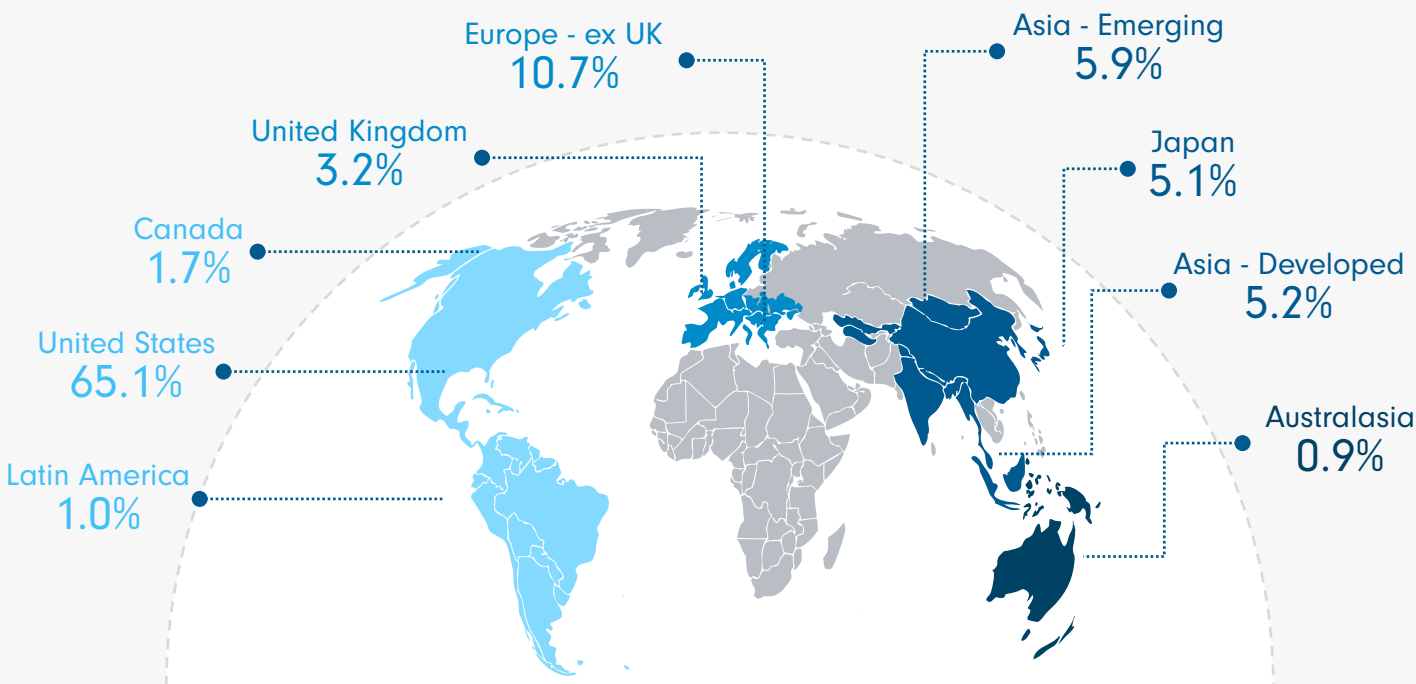 Europe - ex UK
10.7%
Asia - Emerging
5.9%
United Kingdom
3.2%
Japan
5.1%
Canada
1.7%
Asia - Developed
5.2%
United States
65.1%
Australasia
0.9%
Latin America
1.0%